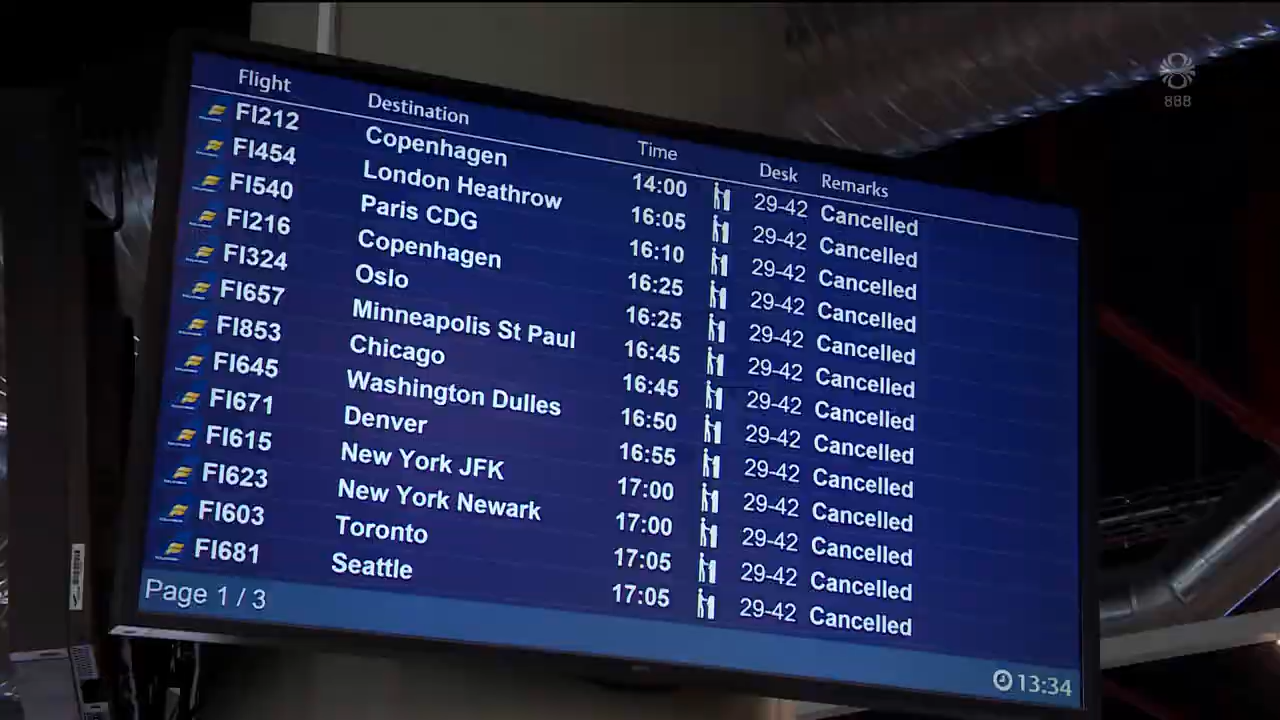 888
Flight Destination Time Desk Remarks
FI212 Copenhagen 14:00 29-42 Cancelled
FI454 London Heathrow 16:05 29-42 Cancelled
FI540 Paris CDG 16:10 29-42 Cancelled
FI216 Copenhagen 16:25 29-42 Cancelled
FI324 Oslo 16:25 29-42 Cancelled
FI657 Minneapolis St Paul 16:45 29-42 Cancelled
FI853 Chicago 16:45 29-42 Cancelled
FI645 Washington Dulles 16:50 29-42 Cancelled
FI671 Denver 16:55 29-42 Cancelled
FI615 New York JFK 17:00 29-42 Cancelled
FI623 New York Newark 17:00 29-42 Cancelled
FI603 Toronto 17:05 29-42 Cancelled
FI681 Seattle 17:05 29-42 Cancelled
Page 1 / 3
13:34